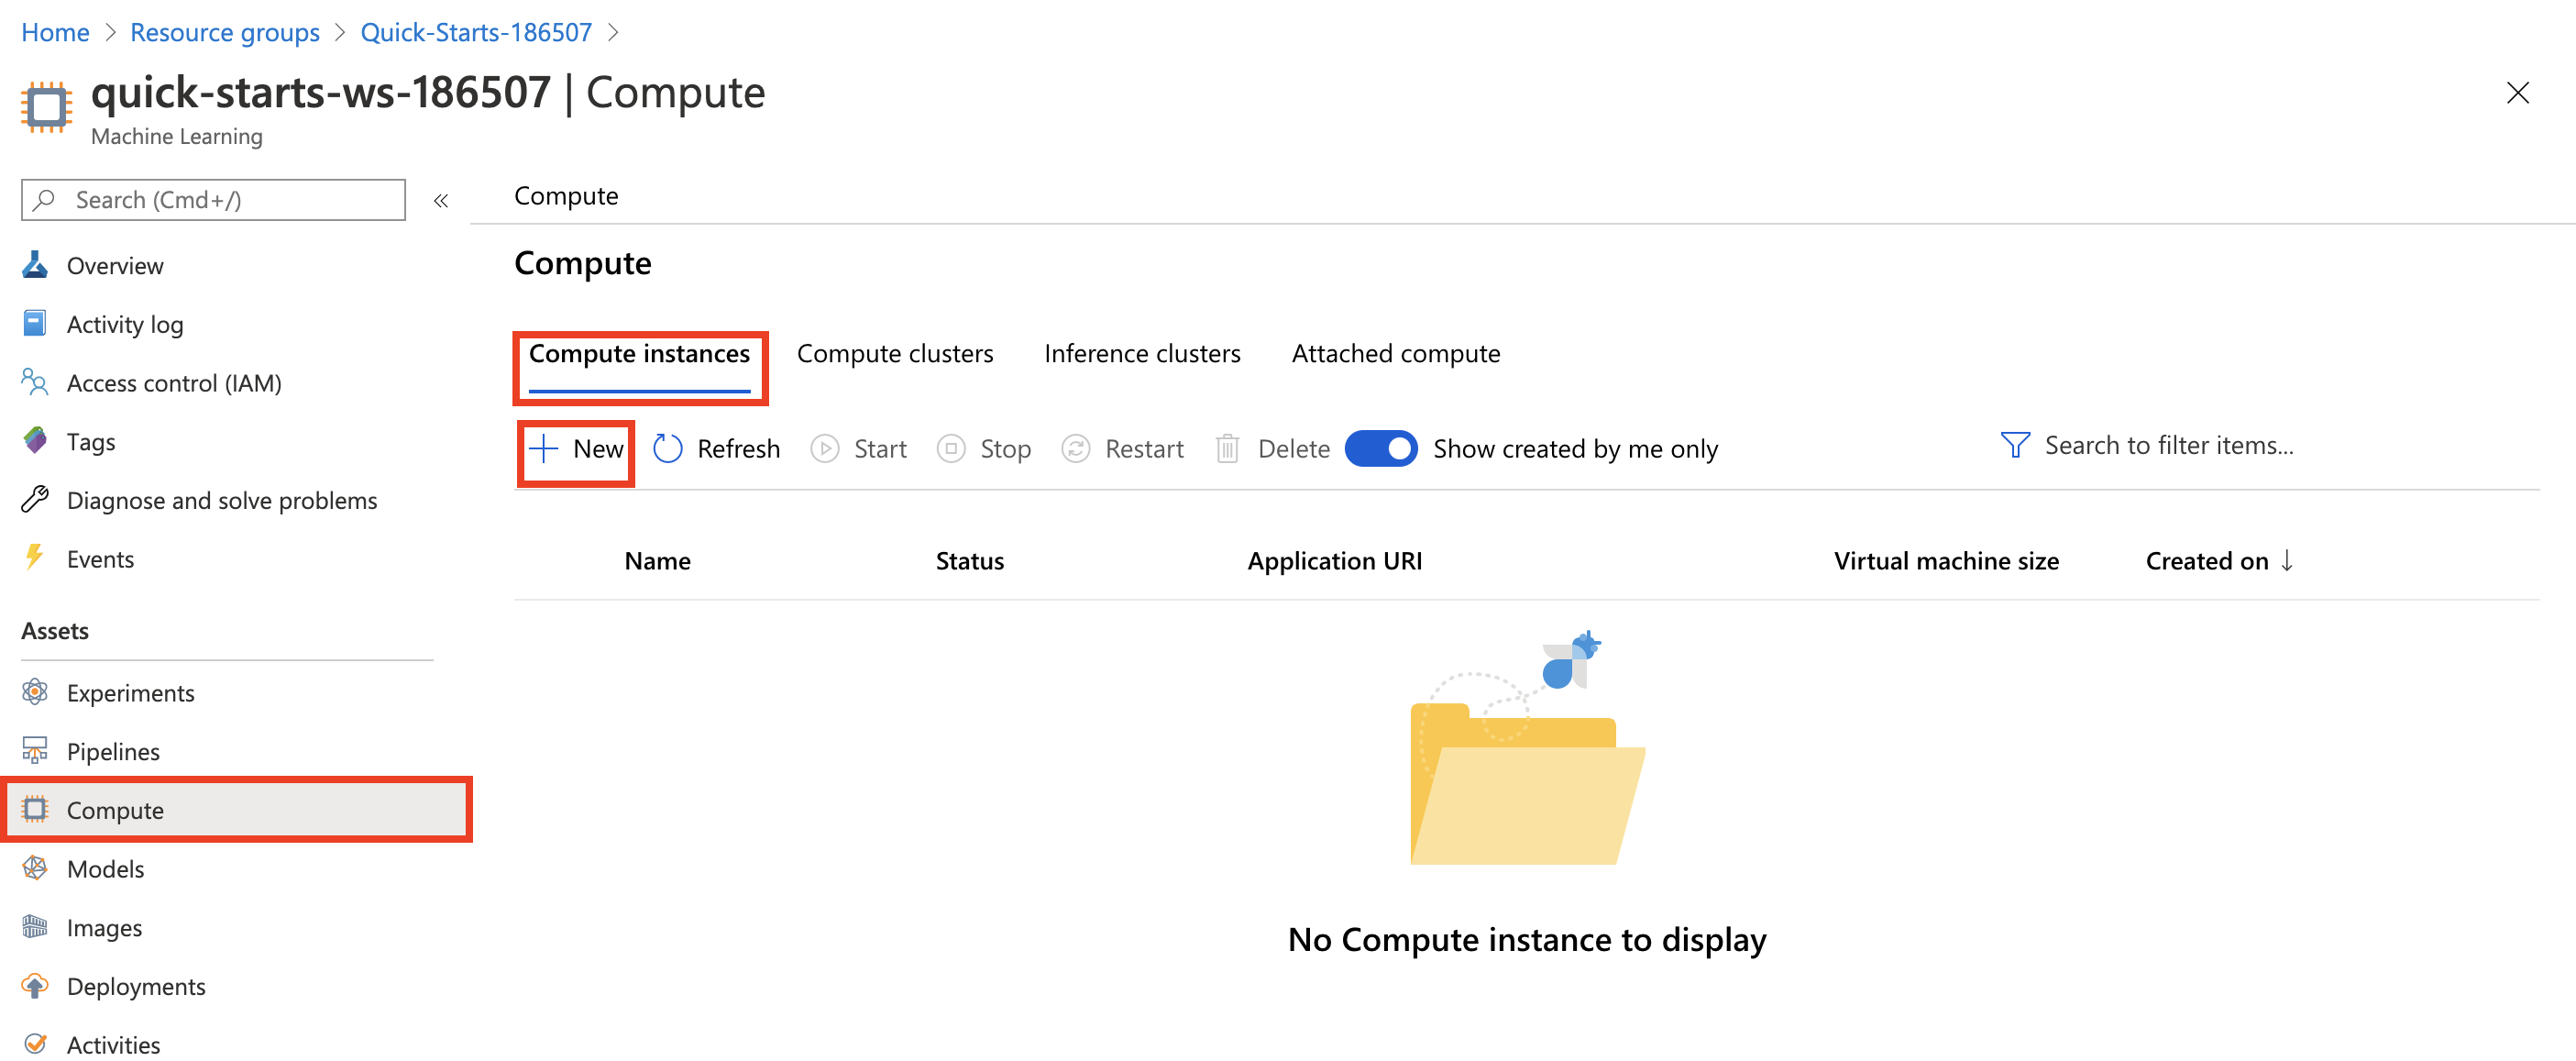 Home > Resource groups > Quick-Starts-186507 >
quick-starts-ws-186507 | Compute
Machine Learning
Search (Cmd+/)
«
Overview
Activity log
Access control (IAM)
Tags
Diagnose and solve problems
Events
Assets
Experiments
Pipelines
Compute
Models
Images
Deployments
Activities
Compute
Compute
Compute instances Compute clusters Inference clusters Attached compute
New Refresh Start Stop Restart Delete Show created by me only Search to filter items...
Name Status Application URI Virtual machine size Created on ↓
No Compute instance to display